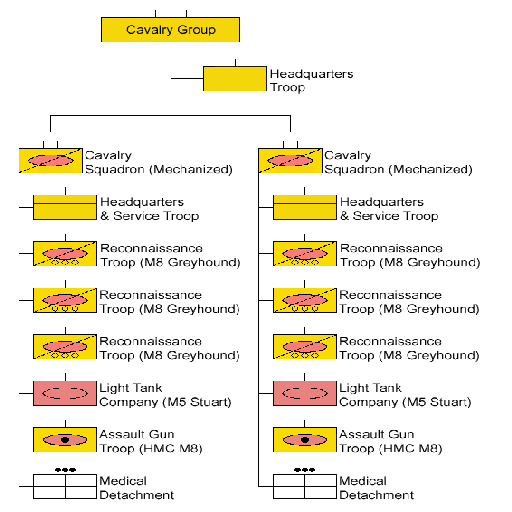 Cavalry Group
Headquarters
Troop
Cavalry
Squadron (Mechanized)
Headquarters
& Service Troop
Reconnaissance
Troop (M8 Greyhound)
Reconnaissance
Troop (M8 Greyhound)
Reconnaissance
Troop (M8 Greyhound)
Light Tank
Company (M5 Stuart)
Assault Gun
Troop (HMC M8)
Medical
Detachment
Cavalry
Squadron (Mechanized)
Headquarters
& Service Troop
Reconnaissance
Troop (M8 Greyhound)
Reconnaissance
Troop (M8 Greyhound)
Reconnaissance
Troop (M8 Greyhound)
Light Tank
Company (M5 Stuart)
Assault Gun
Troop (HMC M8)
Medical
Detachment